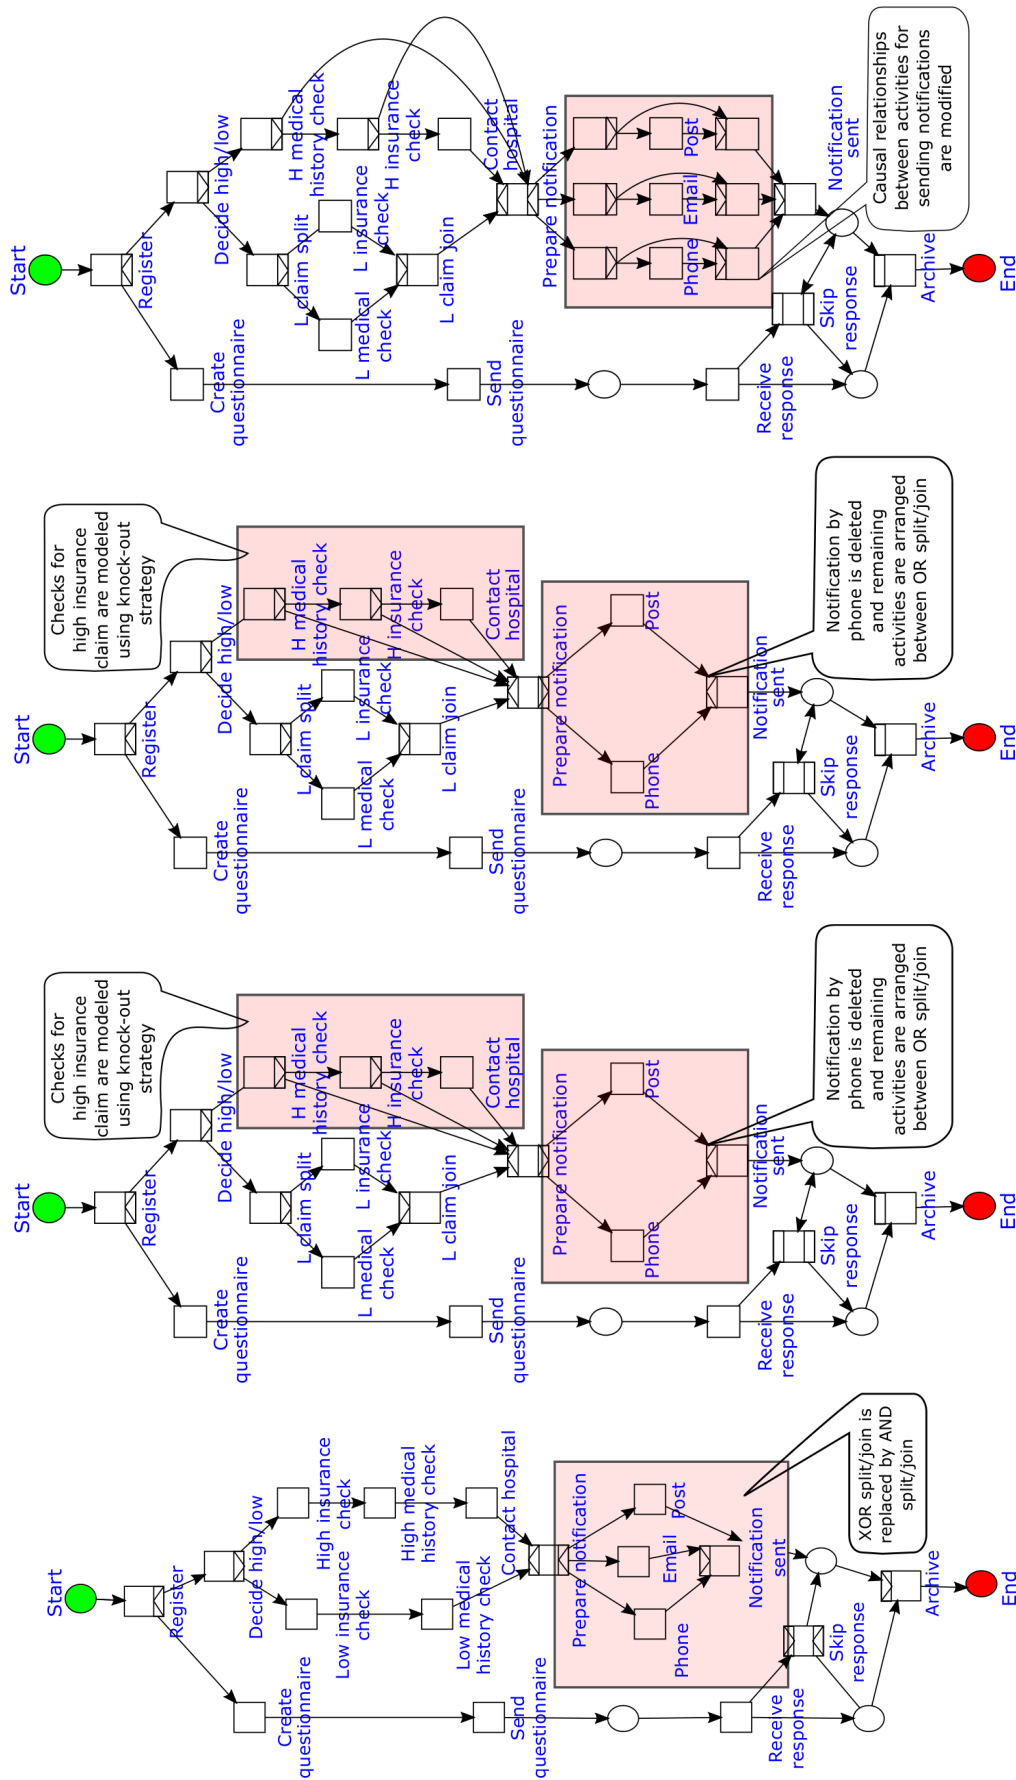 Start
Register
Decide high/low
H medical
history check
H insurance
check
Contact
hospital
L claim split
L insurance
check
L medical
check
L claim join
Create
questionnaire
Send
questionnaire
Prepare notification
Post
Email
Phone
Notification
sent
Causal relationships
between activities for
sending notifications
are modified
Skip
response
Receive
response
Archive
End
Checks for
high insurance
claim are modeled
using knock-out
strategy
Start
Register
Decide high/low
H medical
history check
H insurance
check
Contact
hospital
L claim split
L insurance
check
L medical
check
L claim join
Create
questionnaire
Send
questionnaire
Prepare notification
Post
Phone
Notification
sent
Notification by
phone is deleted
and remaining
activities are arranged
between OR split/join
Skip
response
Receive
response
Archive
End
Checks for
high insurance
claim are modeled
using knock-out
strategy
Start
Register
Decide high/low
H medical
history check
H insurance
check
Contact
hospital
L claim split
L insurance
check
L medical
check
L claim join
Create
questionnaire
Send
questionnaire
Prepare notification
Post
Phone
Notification
sent
Notification by
phone is deleted
and remaining
activities are arranged
between OR split/join
Skip
response
Receive
response
Archive
End
Start
Register
Decide high/low
High insurance
check
High medical
history check
Contact hospital
Low insurance
check
Low medical
history check
Create
questionnaire
Send
questionnaire
Prepare notification
Post
Email
Phone
Notification
sent
XOR split/join is
replaced by AND
split/join
Skip
response
Receive
response
Archive
End